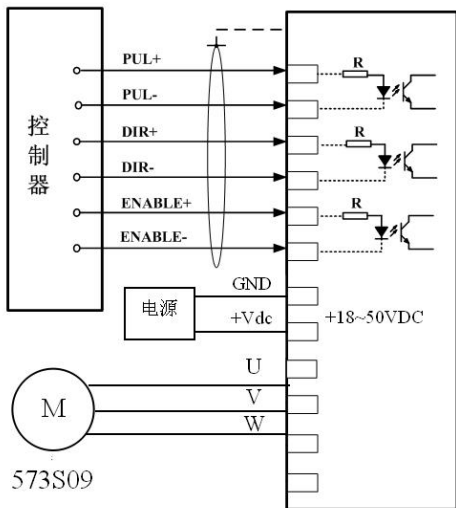 控制器
PUL+
PUL-
DIR+
DIR-
ENABLE+
ENABLE-
R
R
R
电源
GND
+Vdc
+18~50VDC
U
V
W
M
573S09